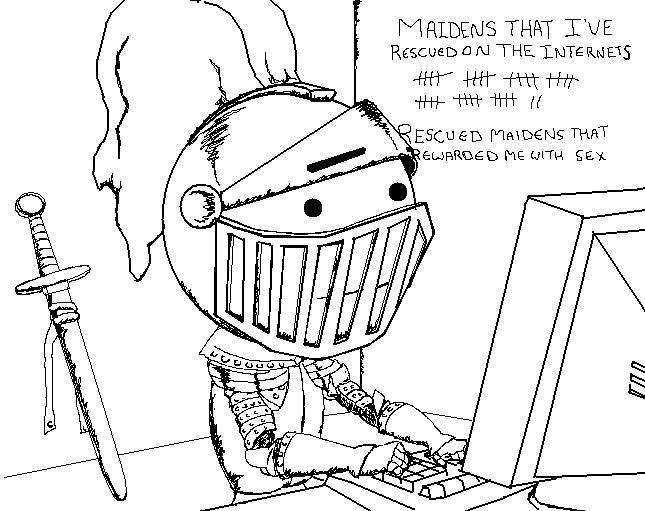 MAIDENS THAT I'VE
RESCUED ON THE INTERNETS
RESCUED MAIDENS THAT
REWARDED ME WITH SEX